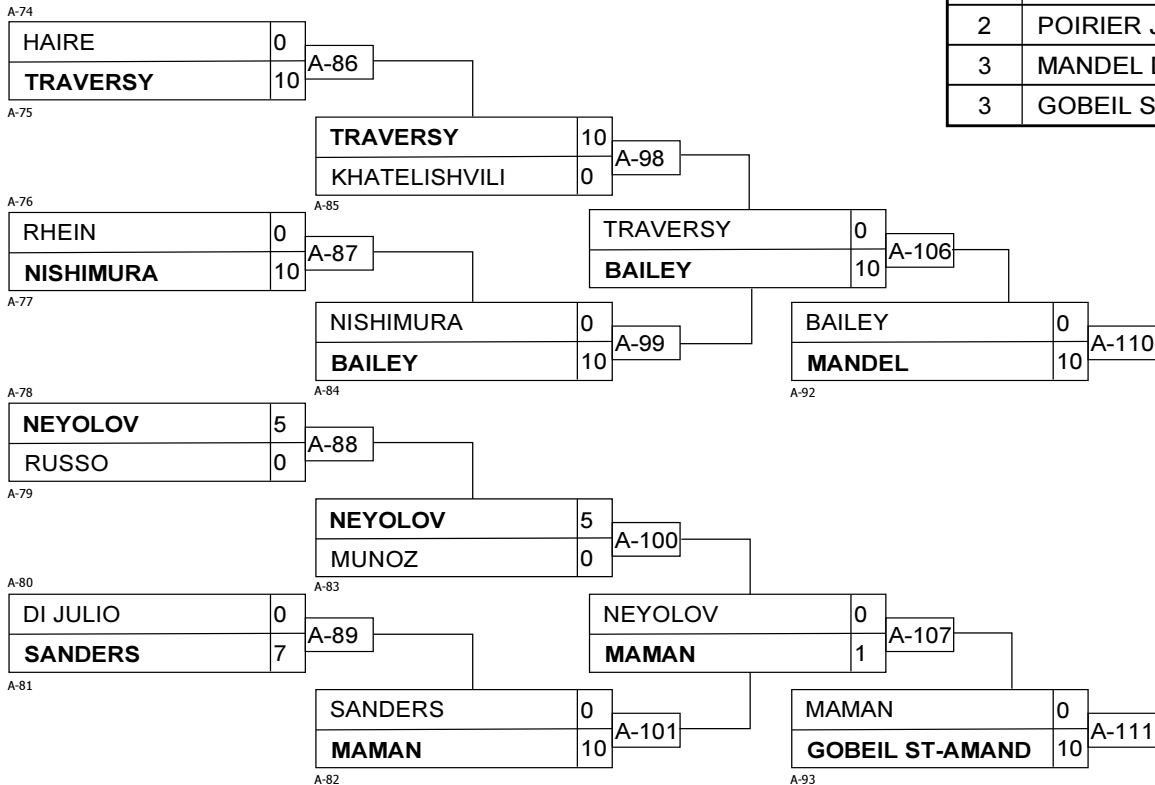 A-74
HAIRE 0
TRAVERSY 10
A-86
A-75
2 POIRIER
3 MANDEL
3 GOBEIL
TRAVERSY 10
KHATELISHVILI 0
A-98
A-85
A-76
RHEIN 0
NISHIMURA 10
A-87
A-77
TRAVERSY 0
BAILEY 10
A-106
NISHIMURA 0
BAILEY 10
A-99
A-84
BAILEY 0
MANDEL 10
A-110
A-92
A-78
NEYOLOV 5
RUSSO 0
A-88
A-79
NEYOLOV 5
MUNOZ 0
A-100
A-83
A-80
DI JULIO 0
SANDERS 7
A-89
A-81
NEYOLOV 0
MAMAN 1
A-107
SANDERS 0
MAMAN 10
A-101
A-82
MAMAN 0
GOBEIL ST-AMAND 10
A-111
A-93